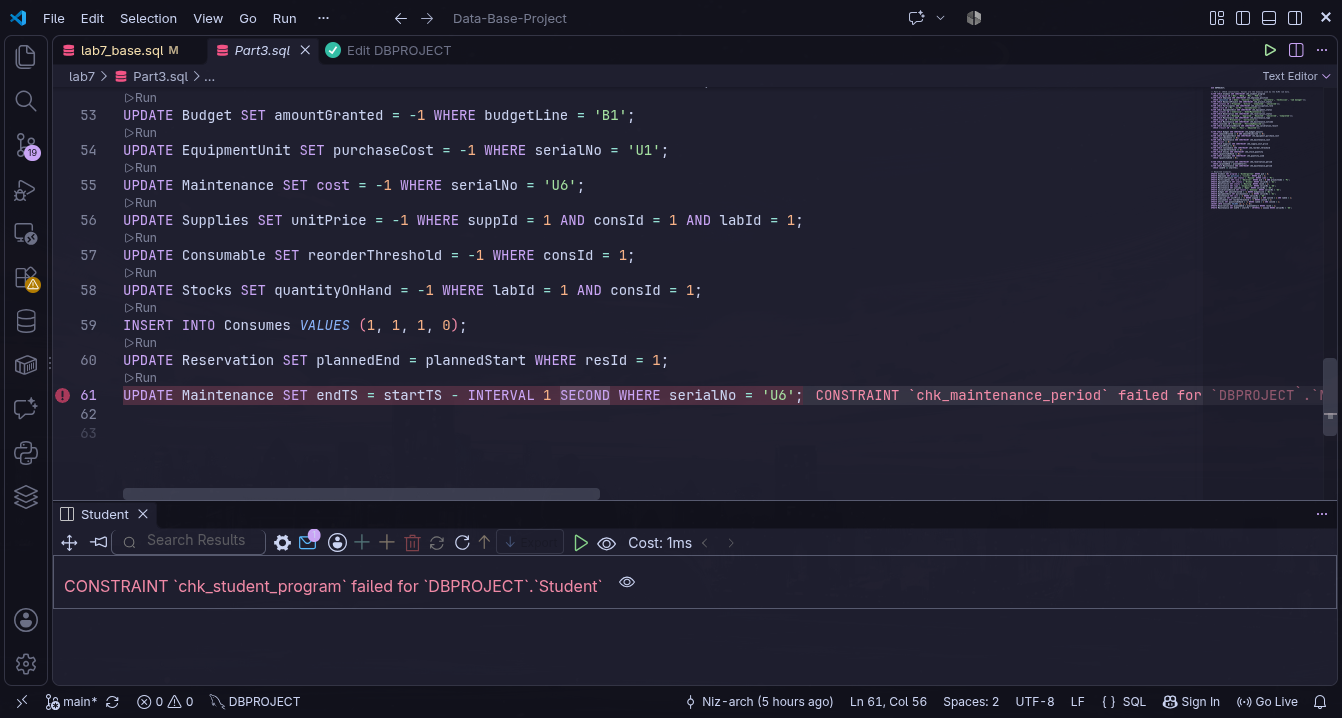 File Edit Selection View Go Run ··· Data-Base-Project
lab7_base.sql M Part3.sql Edit DBPROJECT
lab7 > Part3.sql > ... Text Editor
Run
53 UPDATE Budget SET amountGranted = -1 WHERE budgetLine = 'B1';
Run
54 UPDATE EquipmentUnit SET purchaseCost = -1 WHERE serialNo = 'U1';
Run
55 UPDATE Maintenance SET cost = -1 WHERE serialNo = 'U6';
Run
56 UPDATE Supplies SET unitPrice = -1 WHERE suppId = 1 AND consId = 1 AND labId = 1;
Run
57 UPDATE Consumable SET reorderThreshold = -1 WHERE consId = 1;
Run
58 UPDATE Stocks SET quantityOnHand = -1 WHERE labId = 1 AND consId = 1;
Run
59 INSERT INTO Consumes VALUES (1, 1, 1, 0);
Run
60 UPDATE Reservation SET plannedEnd = plannedStart WHERE resId = 1;
Run
61 UPDATE Maintenance SET endTS = startTS - INTERVAL 1 SECOND WHERE serialNo = 'U6'; CONSTRAINT `chk_maintenance_period` failed for `DBPROJECT`.`
62
63
19
Student
Search Results Cost: 1ms
CONSTRAINT `chk_student_program` failed for `DBPROJECT`.`Student`
main* 0 0 DBPROJECT Niz-arch (5 hours ago) Ln 61, Col 56 Spaces: 2 UTF-8 LF { } SQL Sign In Go Live